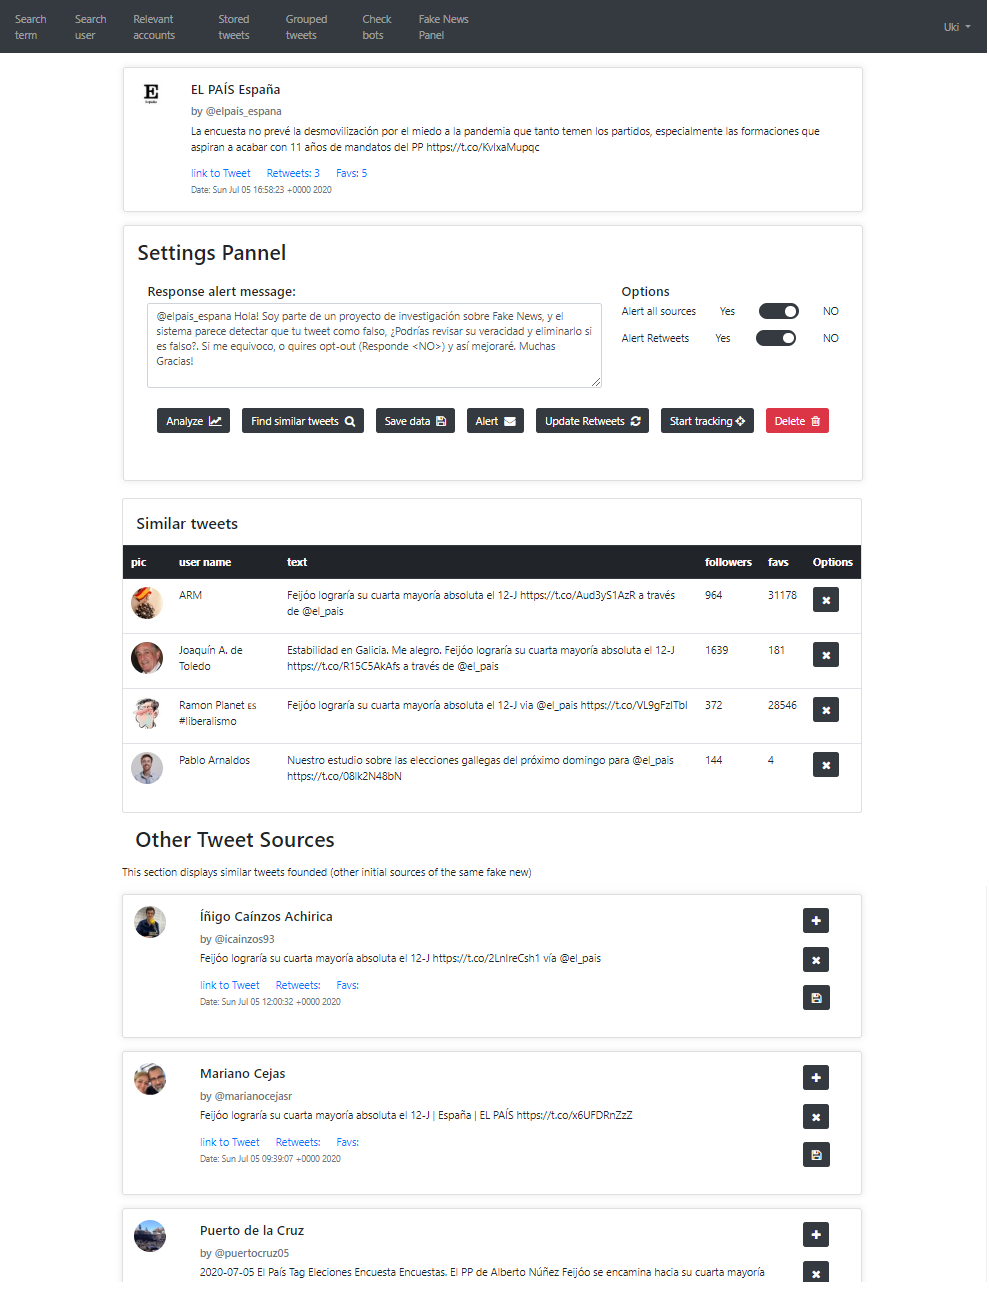 Search term
Search user
Relevant accounts
Stored tweets
Grouped tweets
Check bots
Fake News Panel
Uki
E
EL PAÍS España
by @elpais_espana
La encuesta no prevé la desmovilización por el miedo a la pandemia que tanto temen los partidos, especialmente las formaciones que
aspiran a acabar con 11 años de mandatos del PP https://t.co/KvIxaMupqc
link to Tweet Retweets: 3 Favs: 5
Date: Sun Jul 05 16:58:23 +0000 2020
Settings Pannel
Response alert message:
@elpais_espana Hola! Soy parte de un proyecto de investigación sobre Fake News, y el
sistema parece detectar que tu tweet como falso, ¿Podrías revisar su veracidad y eliminarlo si
es falso?. Si me equivoco, o quires opt-out (Responde <NO>) y así mejoraré. Muchas
Gracias!
Options
Alert all sources Yes NO
Alert Retweets Yes NO
Analyze Find similar tweets Save data Alert Update Retweets Start tracking Delete
Similar tweets
pic user name text followers favs Options
ARM Feijóo lograría su cuarta mayoría absoluta el 12-J https://t.co/Aud3yS1AzR a través 964 31178
de @el_pais
Joaquín A. de Estabilidad en Galicia. Me alegro. Feijóo lograría su cuarta mayoría absoluta el 12-J 1639 181
Toledo https://t.co/R15C5AkAfs a través de @el_pais
Ramon Planet ᴇs Feijóo lograría su cuarta mayoría absoluta el 12-J via @el_pais https://t.co/VL9gFzITbI 372 28546
#liberalismo
Pablo Arnaldos Nuestro estudio sobre las elecciones gallegas del próximo domingo para @el_pais 144 4
https://t.co/08lk2N48bN
Other Tweet Sources
This section displays similar tweets founded (other initial sources of the same fake new)
Íñigo Caínzos Achirica
by @icainzos93
Feijóo lograría su cuarta mayoría absoluta el 12-J https://t.co/2LnIreCsh1 vía @el_pais
link to Tweet Retweets: Favs:
Date: Sun Jul 05 12:00:32 +0000 2020
Mariano Cejas
by @marianocejasr
Feijóo lograría su cuarta mayoría absoluta el 12-J | España | EL PAÍS https://t.co/x6UFDRnZzZ
link to Tweet Retweets: Favs:
Date: Sun Jul 05 09:39:07 +0000 2020
Puerto de la Cruz
by @puertocruz05
2020-07-05 El País Tag Eleciones Encuesta Encuestas. El PP de Alberto Núñez Feijóo se encamina hacia su cuarta mayoría